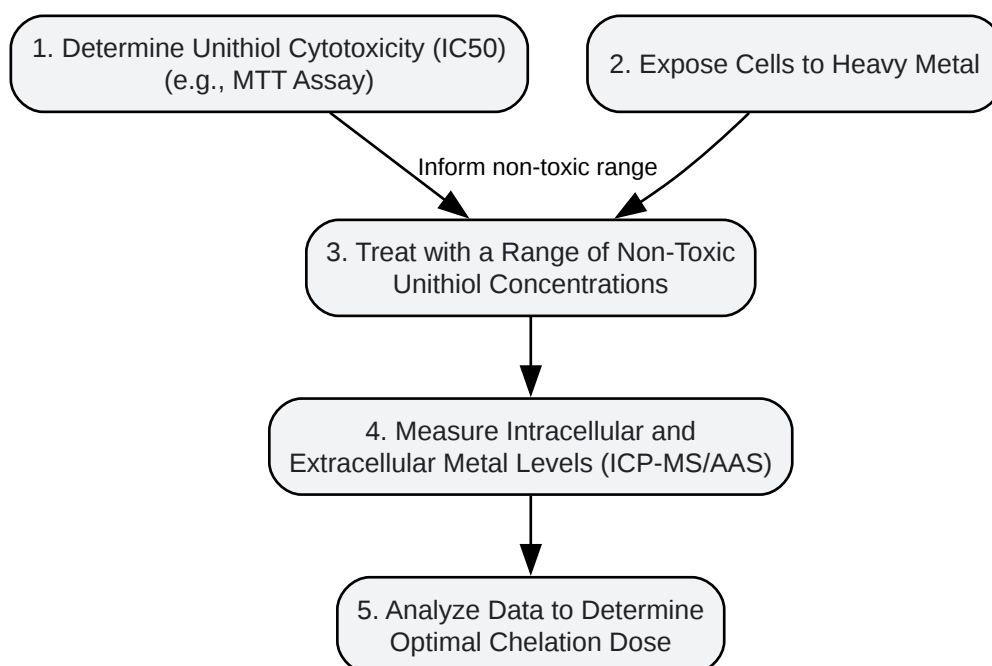 1. Determine Unithiol Cytotoxicity (IC50)
(e.g., MTT Assay)
2. Expose Cells to Heavy Metal
Inform non-toxic range
3. Treat with a Range of Non-Toxic
Unithiol Concentrations
4. Measure Intracellular and
Extracellular Metal Levels (ICP-MS/AAS)
5. Analyze Data to Determine
Optimal Chelation Dose